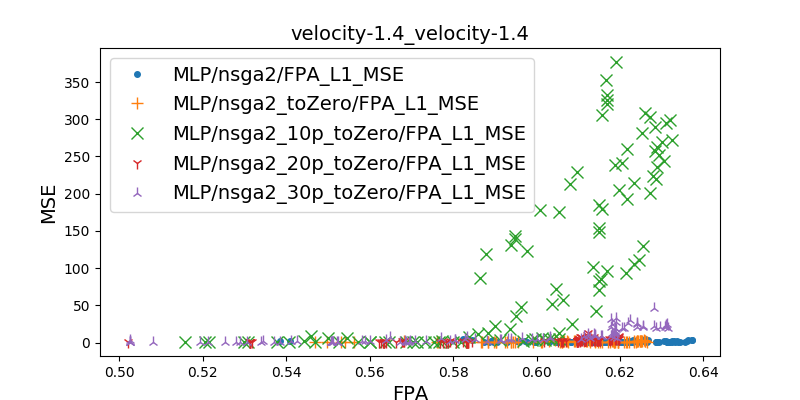 velocity-1.4_velocity-1.4
MLP/nsga2/FPA_L1_MSE
MLP/nsga2_toZero/FPA_L1_MSE
MLP/nsga2_10p_toZero/FPA_L1_MSE
MLP/nsga2_20p_toZero/FPA_L1_MSE
MLP/nsga2_30p_toZero/FPA_L1_MSE
MSE
350
300
250
200
150
100
50
0
0.50 0.52 0.54 0.56 0.58 0.60 0.62 0.64
FPA